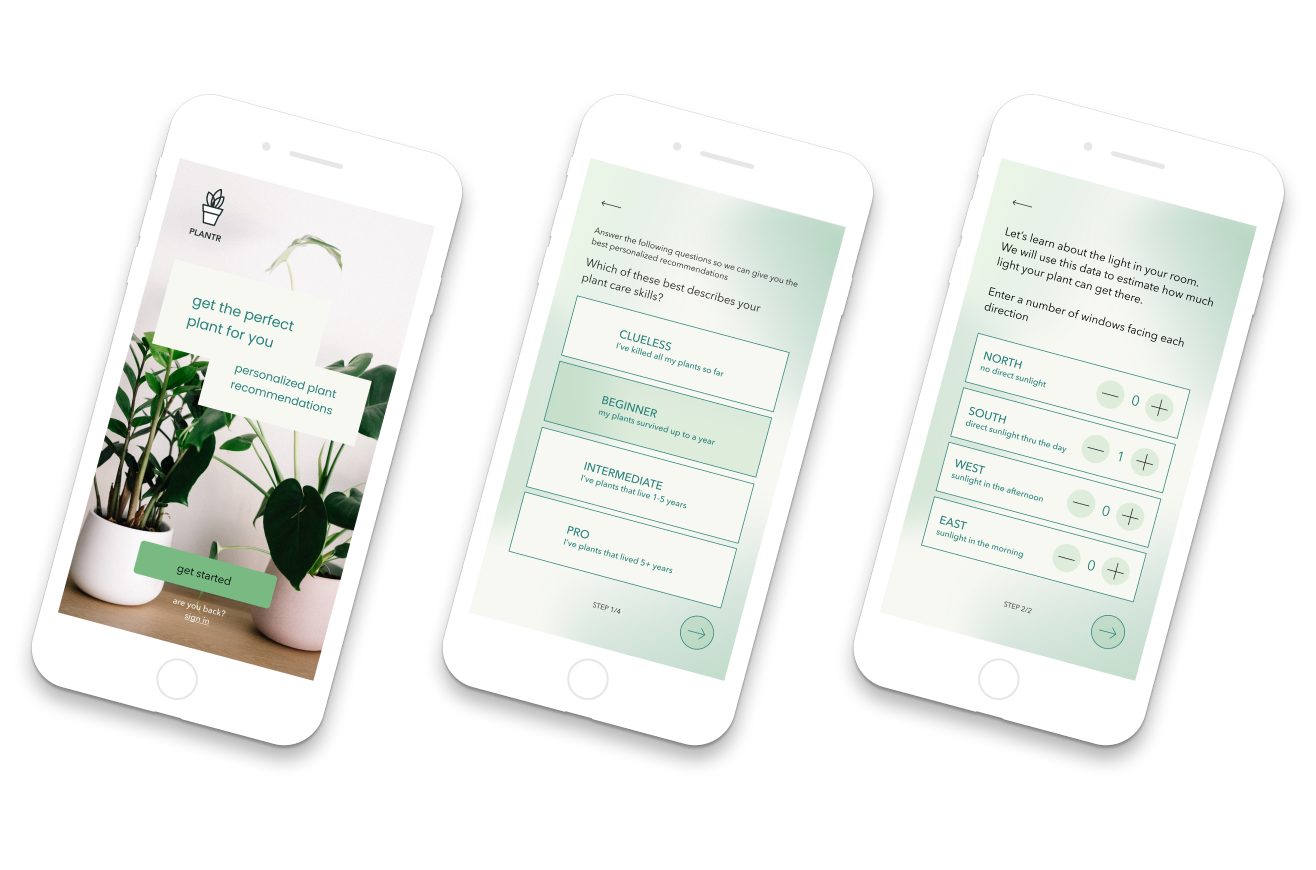 PLANTR
get the perfect
plant for you
personalized plant
recommendations
get started
are you back?
sign in
Answer the following questions so we can give you the
best personalized recommendations
Which of these best describes your
plant care skills?
CLUELESS
I've killed all my plants so far
BEGINNER
my plants survived up to a year
INTERMEDIATE
I've plants that live 1-5 years
PRO
I've plants that lived 5+ years
STEP 1/4
Let's learn about the light in your room.
We will use this data to estimate how much
light your plant can get there.
Enter a number of windows facing each
direction
NORTH
no direct sunlight
0
SOUTH
direct sunlight thru the day
1
WEST
sunlight in the afternoon
0
EAST
sunlight in the morning
0
STEP 2/2